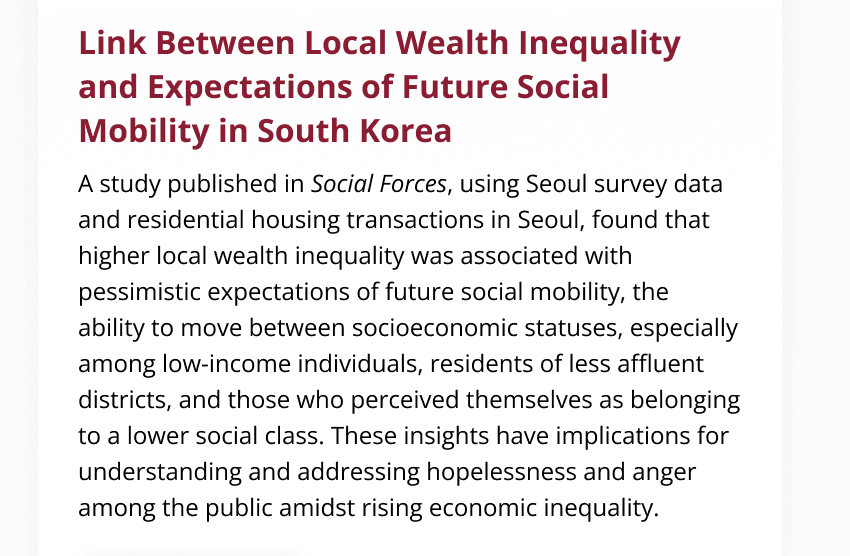 Link Between Local Wealth Inequality
and Expectations of Future Social
Mobility in South Korea
A study published in Social Forces, using Seoul survey data
and residential housing transactions in Seoul, found that
higher local wealth inequality was associated with
pessimistic expectations of future social mobility, the
ability to move between socioeconomic statuses, especially
among low-income individuals, residents of less affluent
districts, and those who perceived themselves as belonging
to a lower social class. These insights have implications for
understanding and addressing hopelessness and anger
among the public amidst rising economic inequality.